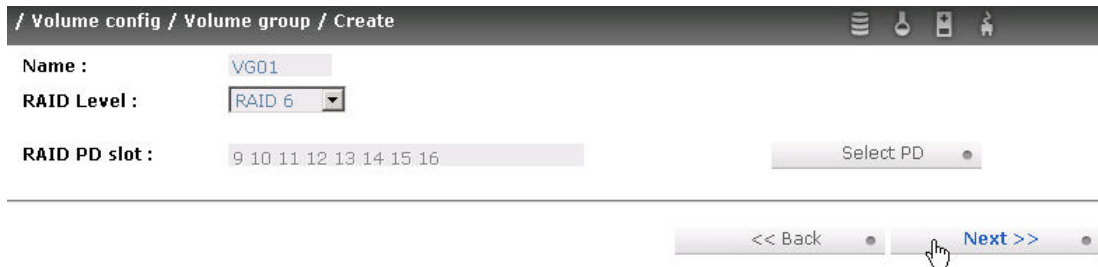 / Volume config / Volume group / Create
Name : VG01
RAID Level : RAID 6
RAID PD slot : 9 10 11 12 13 14 15 16 Select PD
<< Back Next >>